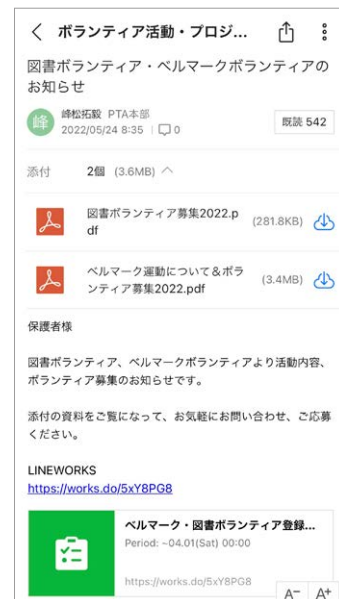 ボランティア活動・プロジ...
図書ボランティア・ベルマークボランティアの
お知らせ
峰
峰松拓毅 PTA本部
2022/05/24 8:35 0
既読 542
添付 2個 (3.6MB)
図書ボランティア募集2022.p
df
(281.8KB)
ベルマーク運動について&ボラ
ンティア募集2022.pdf
(3.4MB)
保護者様
図書ボランティア、ベルマークボランティアより活動内容、
ボランティア募集のお知らせです。
添付の資料をご覧になって、お気軽にお問い合わせ、ご応募
ください。
LINEWORKS
https://works.do/5xY8PG8
ベルマーク・図書ボランティア登録...
Period: ~04.01(Sat) 00:00
https://works.do/5xY8PG8
A- A+